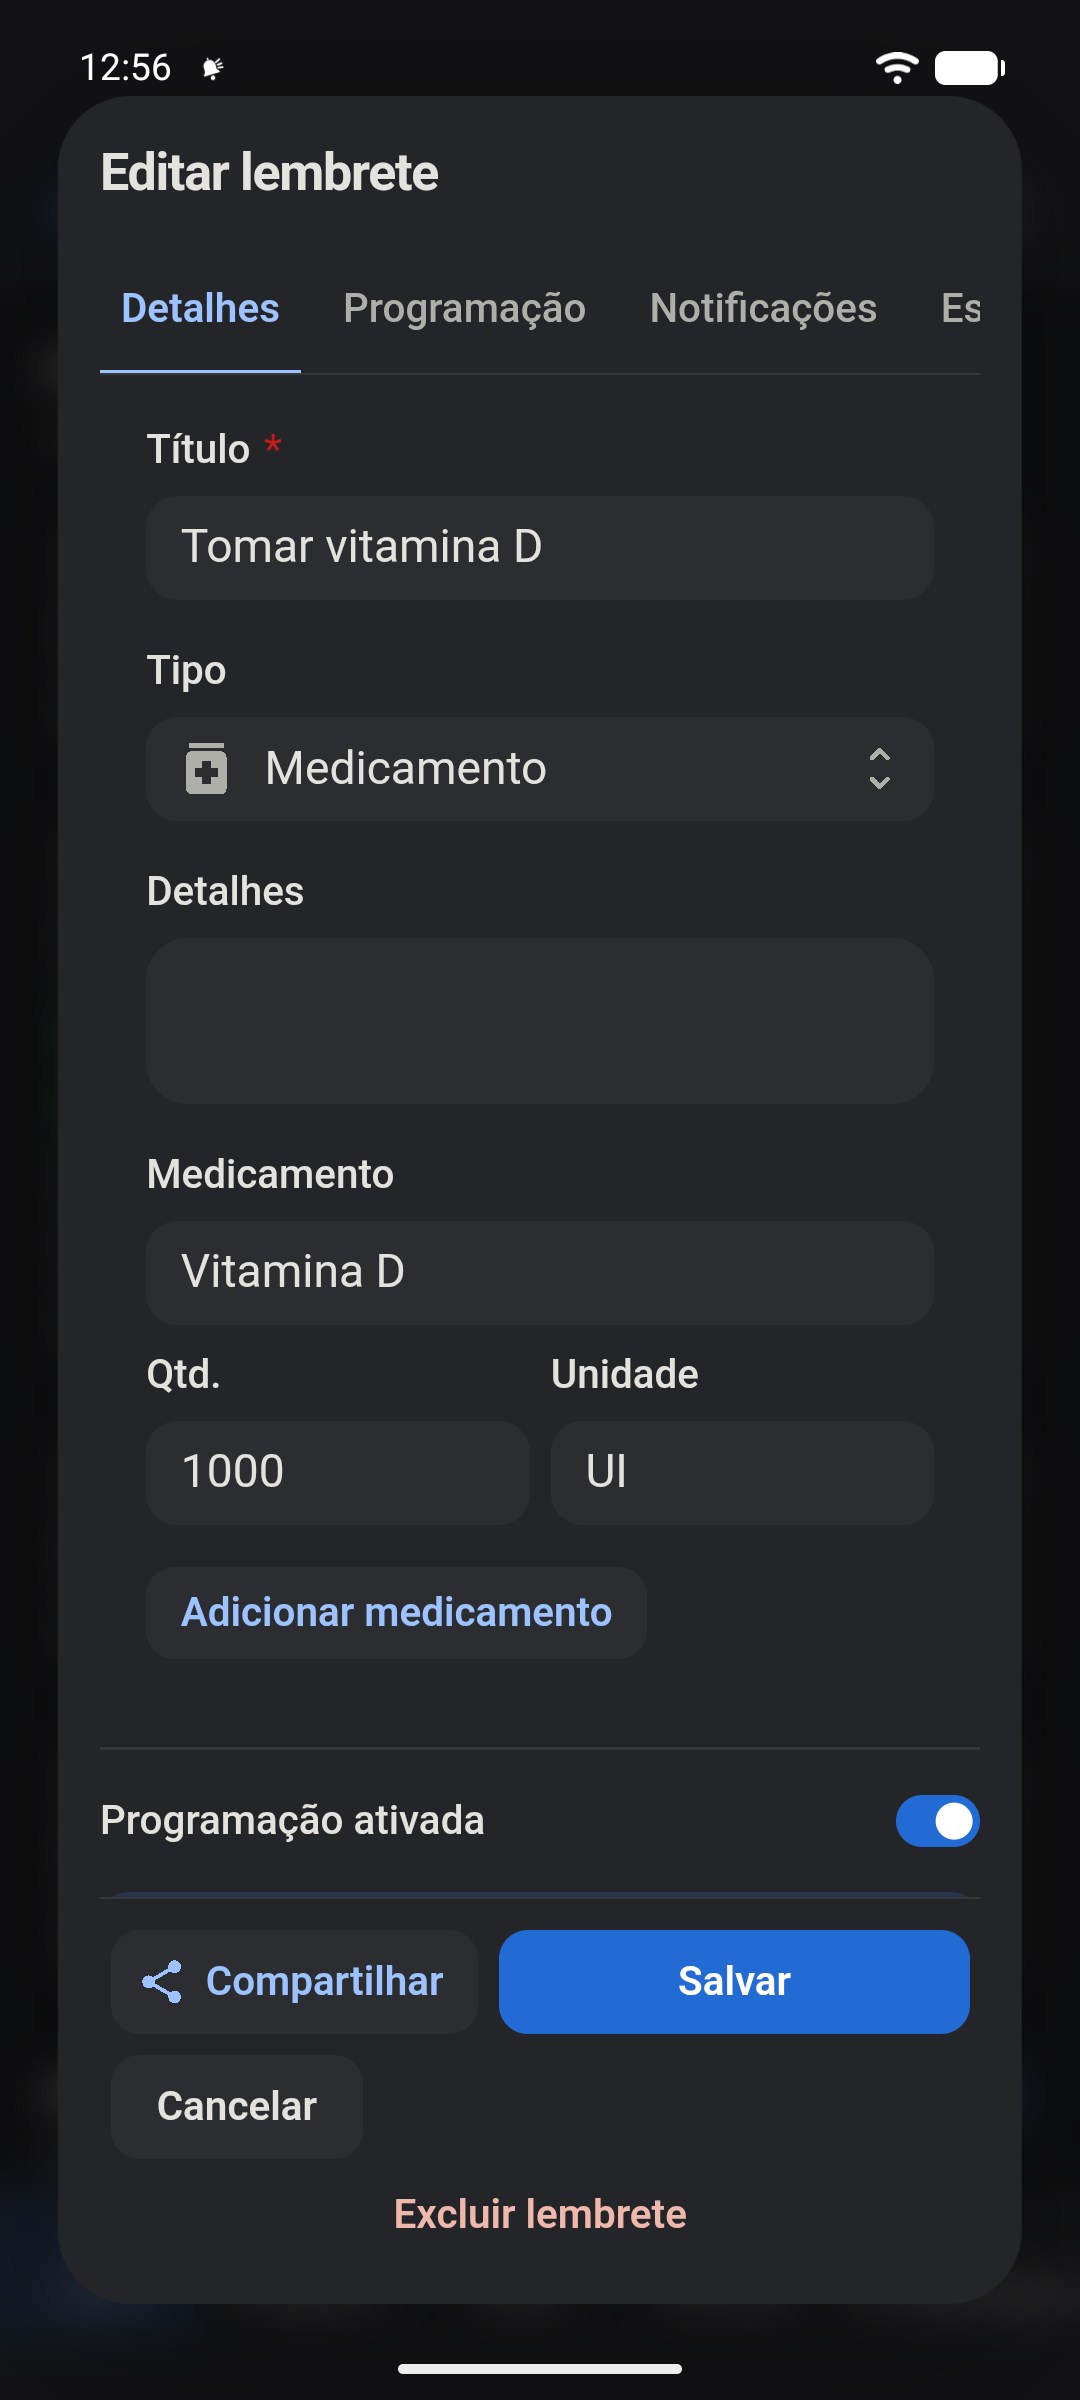 12:56
Editar lembrete
Detalhes Programação Notificações Es
Título *
Tomar vitamina D
Tipo
Medicamento
Detalhes
Medicamento
Vitamina D
Qtd. Unidade
1000 UI
Adicionar medicamento
Programação ativada
Compartilhar Salvar
Cancelar
Excluir lembrete